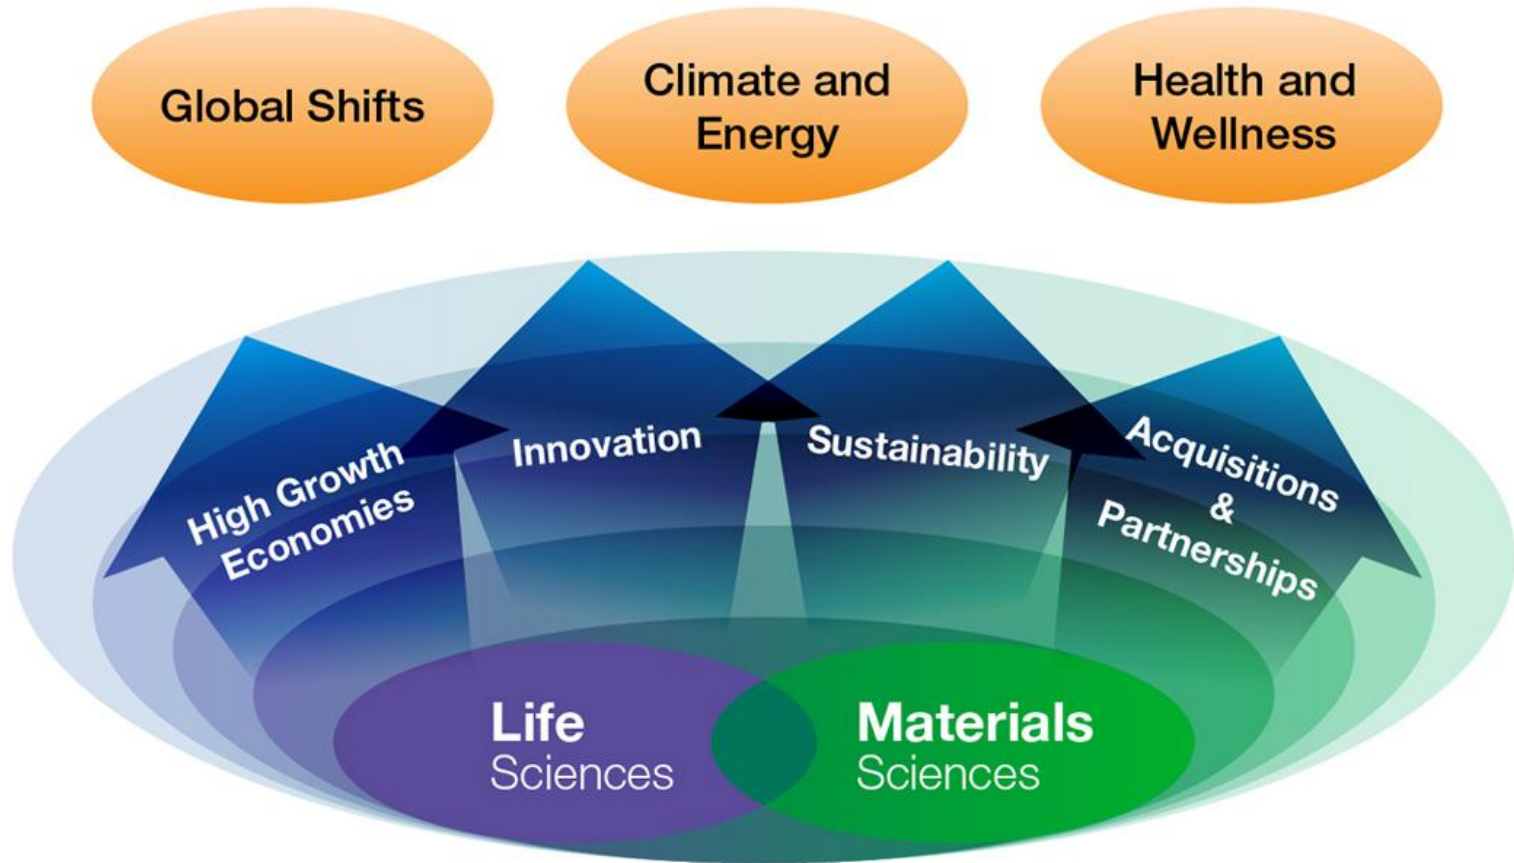 Global Shifts
Climate and
Energy
Health and
Wellness
High Growth
Economies
Innovation
Sustainability
Acquisitions
&
Partnerships
Life
Sciences
Materials
Sciences